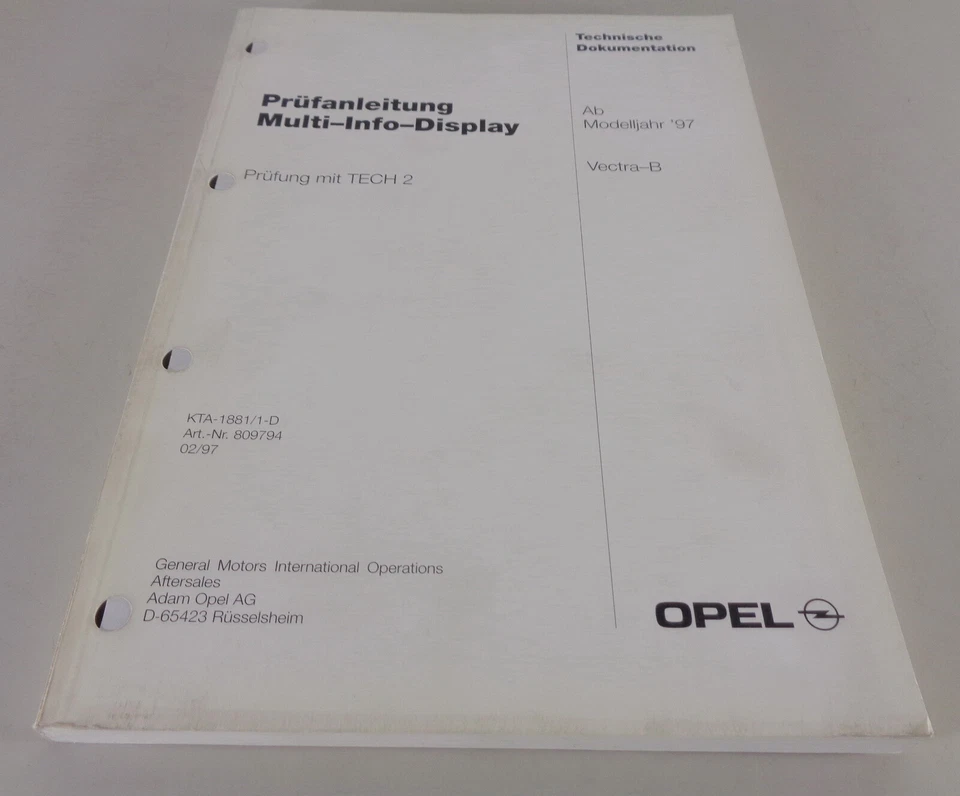 Technische
Dokumentation
Prüfanleitung
Multi–Info–Display
Ab
Modelljahr '97
Vectra–B
Prüfung mit TECH 2
KTA-1881/1-D
Art.-Nr. 809794
02/97
General Motors International Operations
Aftersales
Adam Opel AG
D-65423 Rüsselsheim
OPEL